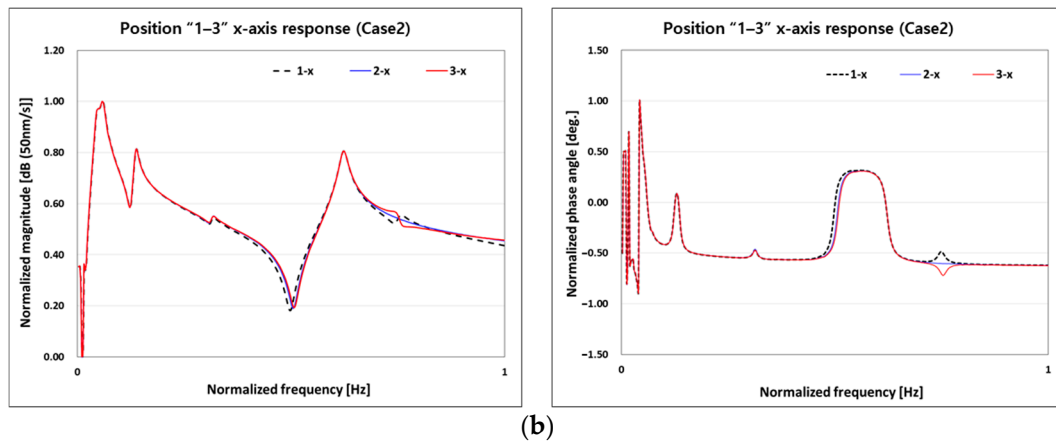 Position “1–3” x-axis response (Case2)
1-x 2-x 3-x
Normalized magnitude [dB (50nm/s)]
1.20
1.00
0.80
0.60
0.40
0.20
0.00
0 1
Normalized frequency [Hz]
Position “1–3” x-axis response (Case2)
1-x 2-x 3-x
Normalized phase angle [deg.]
1.50
1.00
0.50
0.00
−0.50
−1.00
−1.50
0 1
Normalized frequency [Hz]
(b)